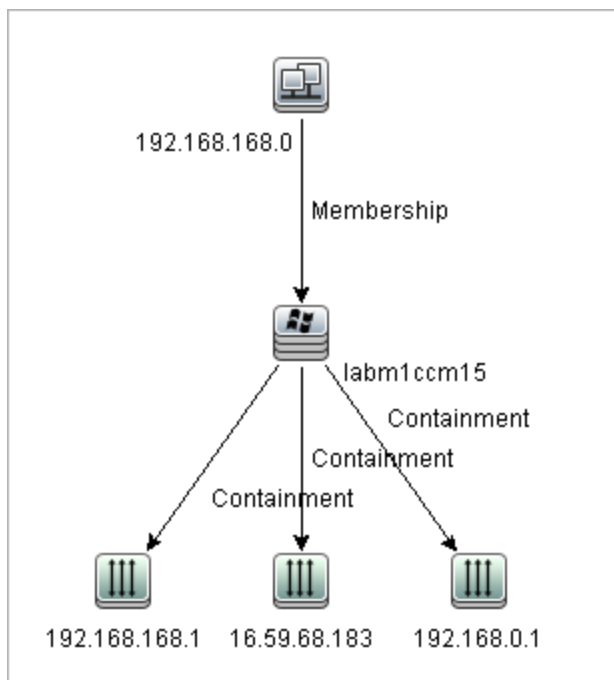 192.168.168.0
Membership
labm1ccm15
Containment
Containment
Containment
192.168.168.1
16.59.68.183
192.168.0.1